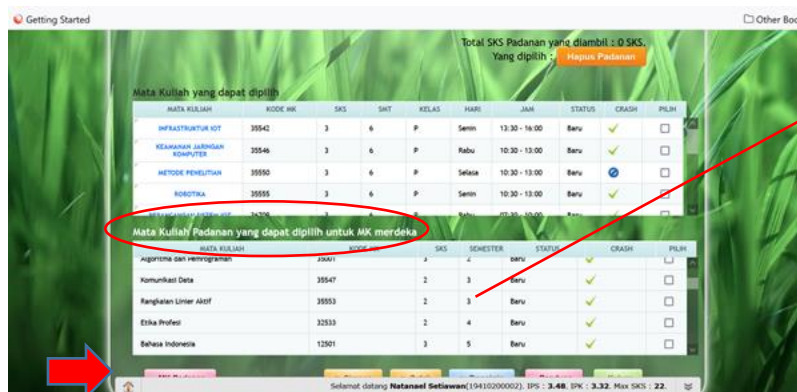 Getting Started
Other Boo
Total SKS Padanan yang diambil : 0 SKS.
Yang dipilih : Hapus Padanan
Mata Kuliah yang dapat dipilih
MATA KULIAH KODE MK SKS SMT KELAS HARI JAM STATUS CRASH PILIH
INFRASTRUKTUR IOT 35542 3 6 P Senin 13:30 - 16:00 Baru
KEAMANAN JARINGAN KOMPUTER 35546 3 6 P Rabu 10:30 - 13:00 Baru
METODE PENELITIAN 35550 3 6 P Selasa 10:30 - 13:00 Baru
ROBOTIKA 35555 3 6 P Senin 10:30 - 13:00 Baru
Mata Kuliah Padanan yang dapat dipilih untuk MK merdeka
MATA KULIAH KODE MK SKS SEMESTER STATUS CRASH PILIH
Algoritma dan Pemrograman 35001 3 2 Baru
Komunikasi Data 35547 2 3 Baru
Rangkaian Linier Aktif 35553 2 3 Baru
Etika Profesi 32533 2 4 Baru
Bahasa Indonesia 12501 3 5 Baru
MK Padanan
Selamat datang Natanael Setiawan(19410200002). IPS : 3.48. IPK : 3.32. Max SKS : 22.